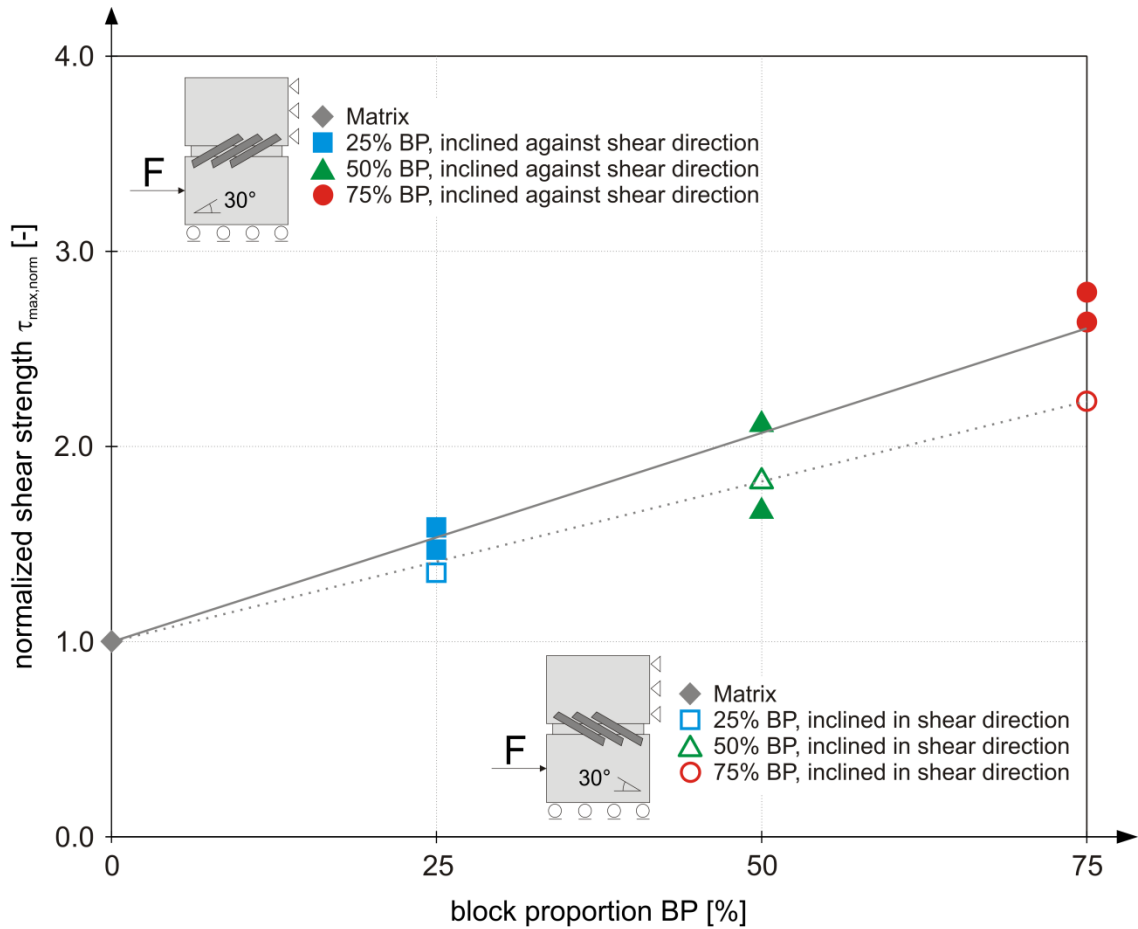 4.0
3.0
2.0
1.0
0.0
normalized shear strength τmax,norm [-]
F
30°
Matrix
25% BP, inclined against shear direction
50% BP, inclined against shear direction
75% BP, inclined against shear direction
F
30°
Matrix
25% BP, inclined in shear direction
50% BP, inclined in shear direction
75% BP, inclined in shear direction
0
25
50
75
block proportion BP [%]